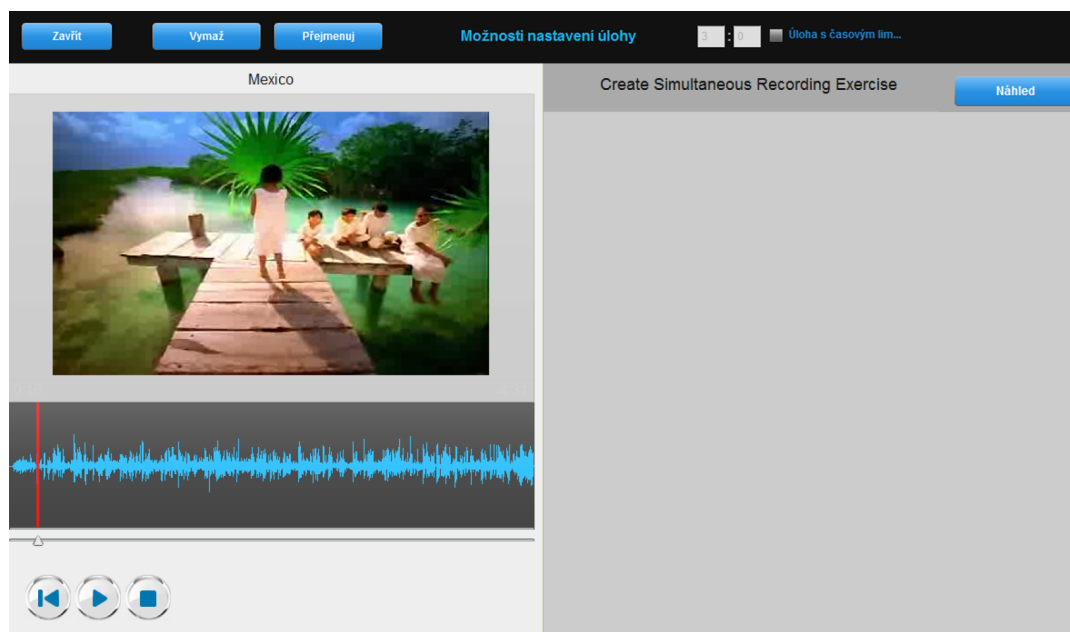 Zavřít
Vymaž
Přejmenuj
Možnosti nastavení úlohy
3 : 0
Úloha s časovým lim...
Mexico
Create Simultaneous Recording Exercise
Náhled